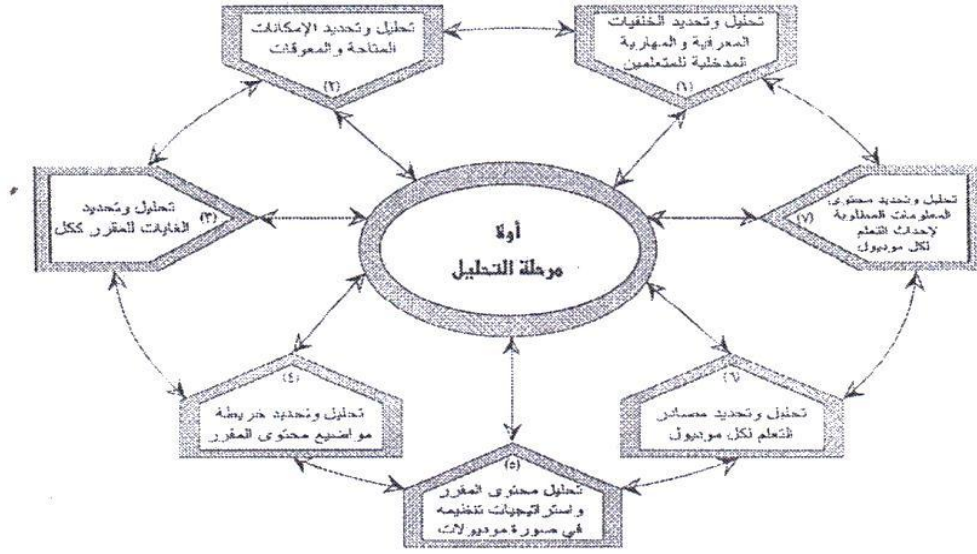 أولا
مرحلة التحليل
تحليل وتحديد الخلفيات
المعرفية والمهارية
المدخلية للمتعلمين
(١)
تحليل وتحديد الإمكانات
المتاحة والمعوقات
(٢)
تحليل وتحديد
الغايات للمقرر ككل
(٣)
(٤)
تحليل وتحديد خريطة
مواضيع محتوى المقرر
(٥)
تحليل محتوى المقرر
واستراتيجيات تنظيمه
في صورة موديولات
(٦)
تحليل وتحديد مصادر
التعلم لكل موديول
تحليل وتحديد محتوى
المعلومات المطلوبة
لإحداث التعلم
لكل موديول
(٧)